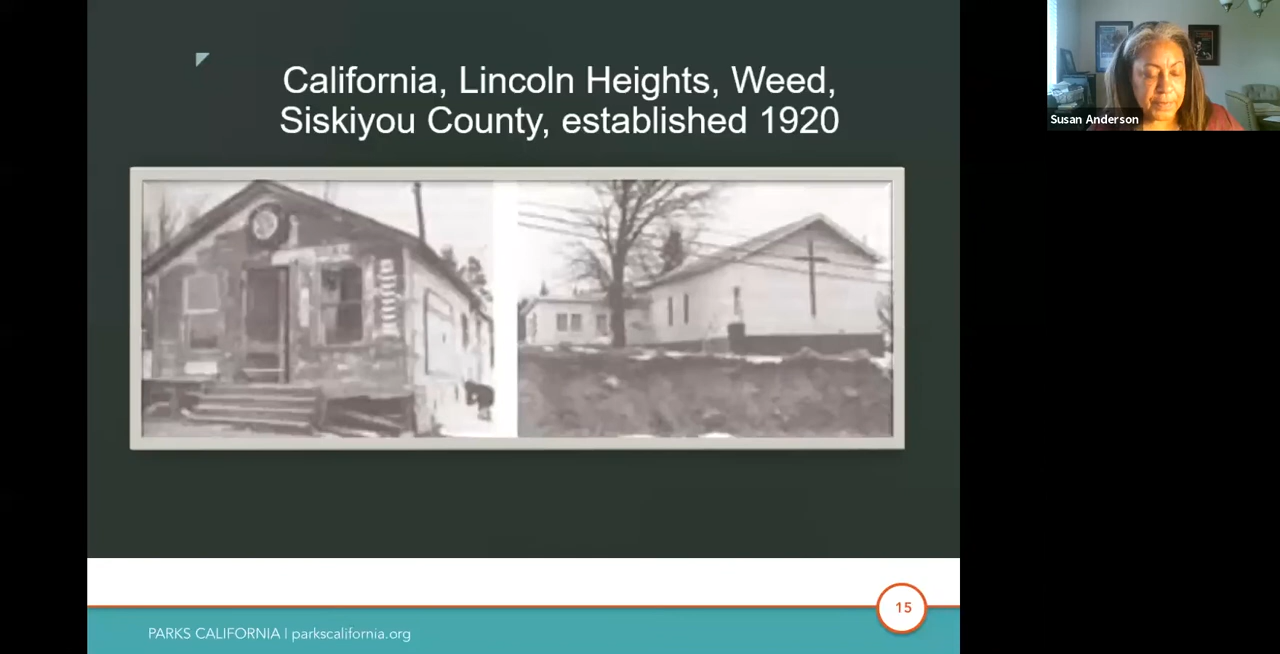 California, Lincoln Heights, Weed,
Siskiyou County, established 1920
Susan Anderson
15
PARKS CALIFORNIA | parkscalifornia.org